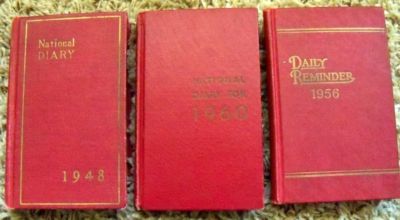 National
DIARY
1948
NATIONAL
DIARY FOR
1960
DAILY
REMINDER
1956